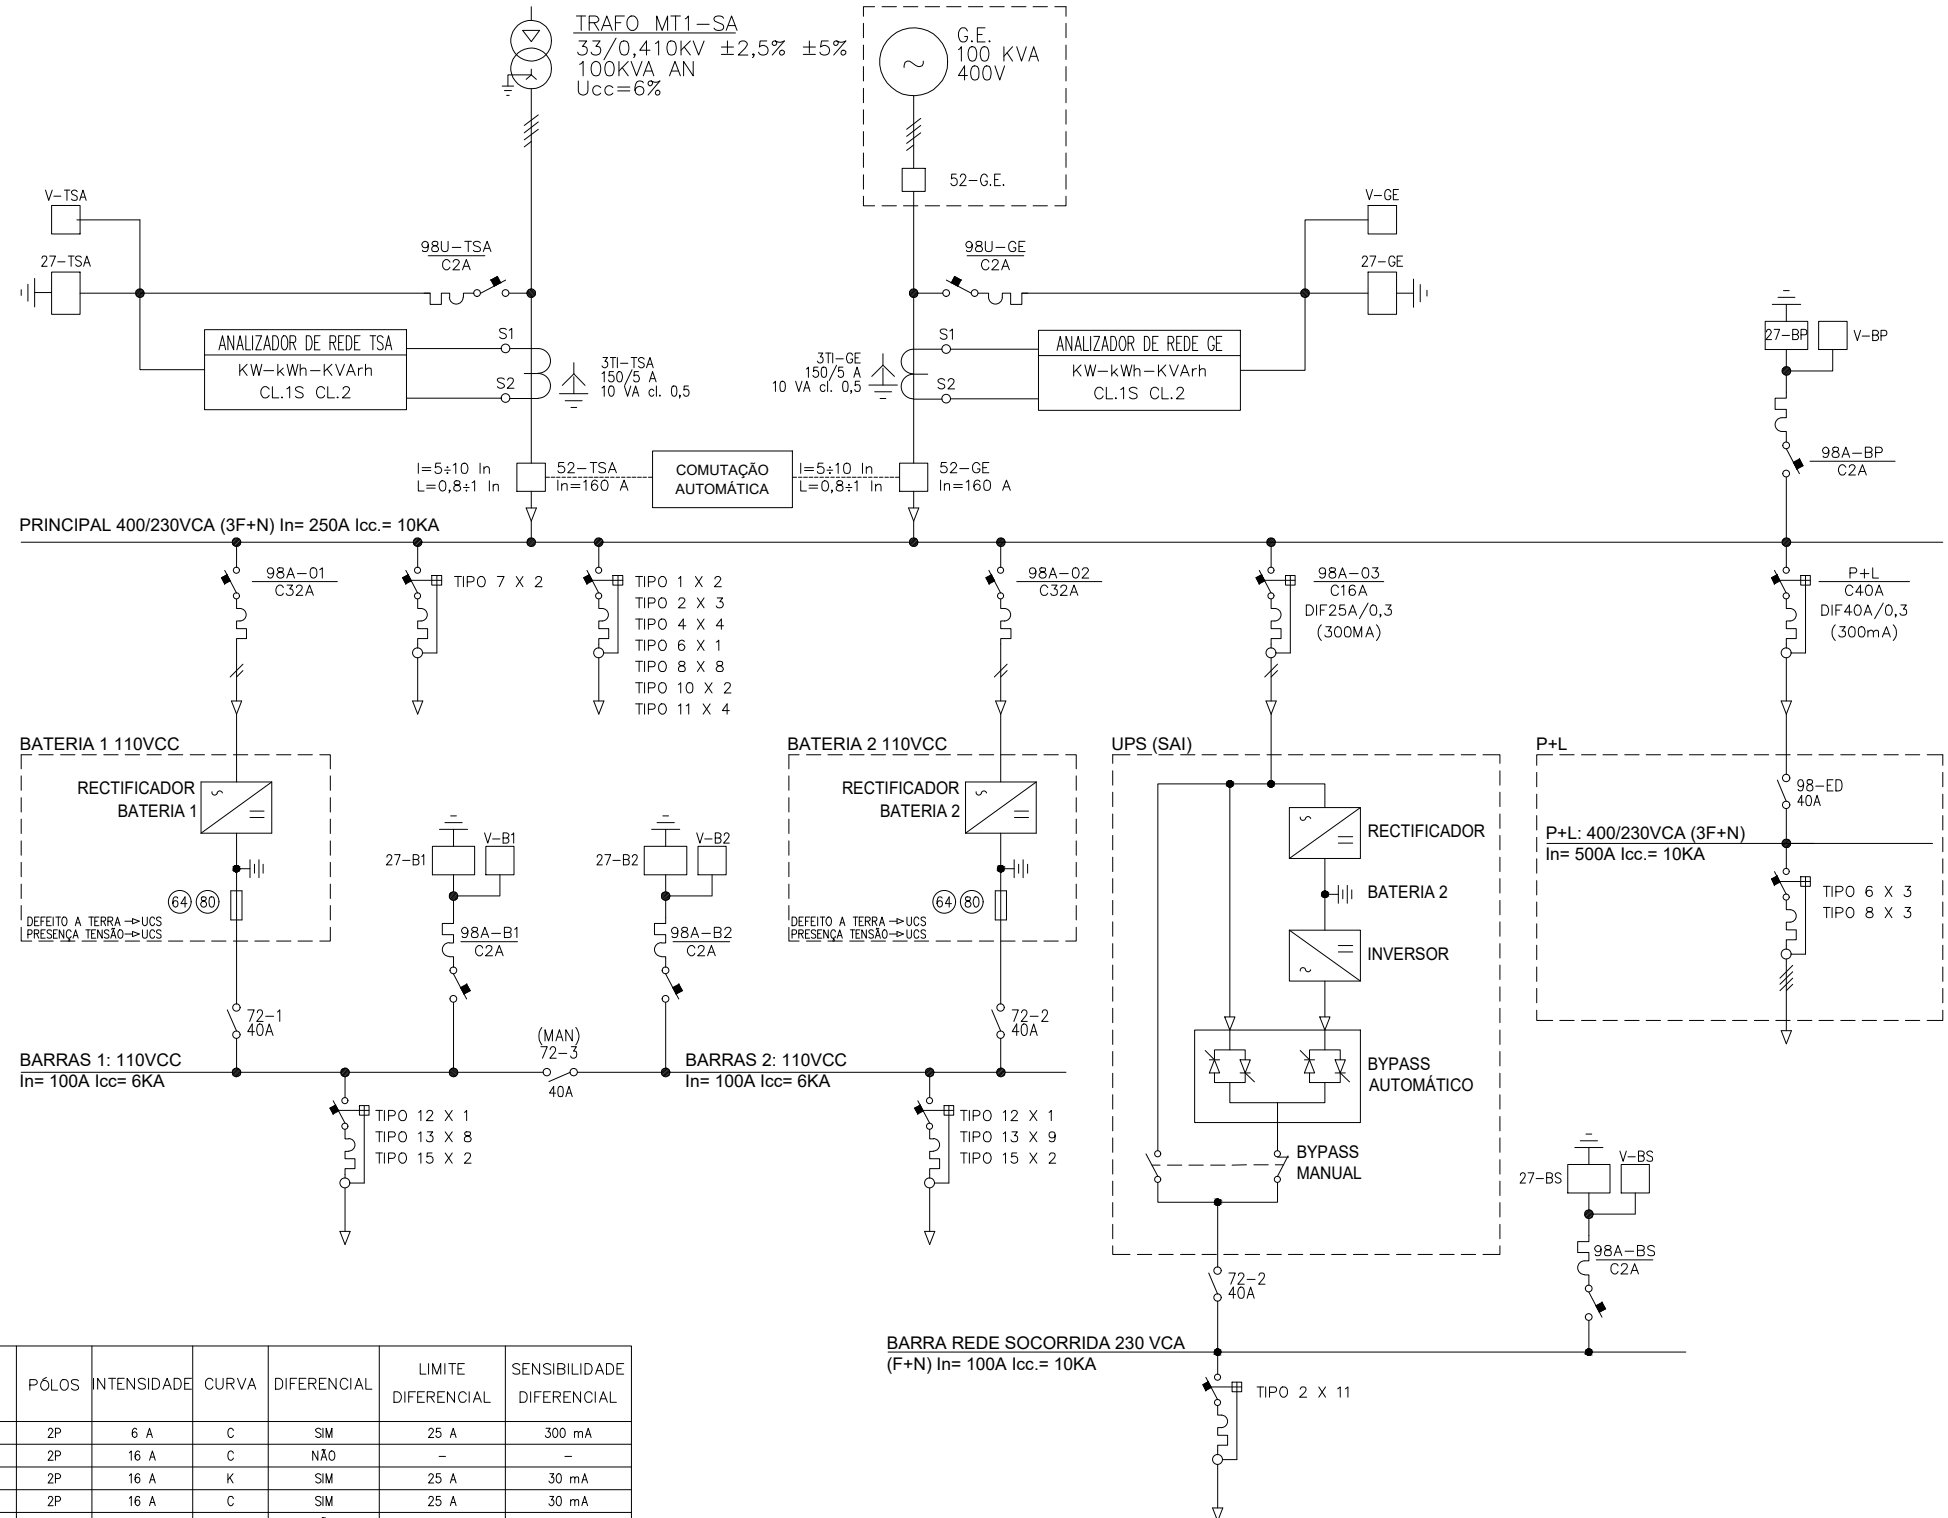 TRAFO MT1-SA
33/0,410KV ±2,5% ±5%
100KVA AN
Ucc=6%
G.E.
100 KVA
400V
52-G.E.
V-TSA
27-TSA
98U-TSA
C2A
98U-GE
C2A
V-GE
27-GE
ANALIZADOR DE REDE TSA
KW-kWh-KVArh
CL.1S CL.2
S1
S2
3TI-TSA
150/5 A
10 VA cl. 0,5
3TI-GE
150/5 A
10 VA cl. 0,5
S1
S2
ANALIZADOR DE REDE GE
KW-kWh-KVArh
CL.1S CL.2
27-BP
V-BP
98A-BP
C2A
I=5÷10 In
L=0,8÷1 In
52-TSA
In=160 A
COMUTAÇÃO
AUTOMÁTICA
I=5÷10 In
L=0,8÷1 In
52-GE
In=160 A
PRINCIPAL 400/230VCA (3F+N) In= 250A Icc.= 10KA
98A-01
C32A
TIPO 7 X 2
TIPO 1 X 2
TIPO 2 X 3
TIPO 4 X 4
TIPO 6 X 1
TIPO 8 X 8
TIPO 10 X 2
TIPO 11 X 4
98A-02
C32A
98A-03
C16A
DIF25A/0,3
(300MA)
P+L
C40A
DIF40A/0,3
(300mA)
BATERIA 1 110VCC
RECTIFICADOR
BATERIA 1
64 80
DEFEITO A TERRA UCS
PRESENÇA TENSÃO UCS
72-1
40A
27-B1
V-B1
98A-B1
C2A
27-B2
V-B2
98A-B2
C2A
BATERIA 2 110VCC
RECTIFICADOR
BATERIA 2
64 80
DEFEITO A TERRA UCS
PRESENÇA TENSÃO UCS
72-2
40A
UPS (SAI)
RECTIFICADOR
BATERIA 2
INVERSOR
BYPASS
AUTOMÁTICO
BYPASS
MANUAL
P+L
98-ED
40A
P+L: 400/230VCA (3F+N)
In= 500A Icc.= 10KA
TIPO 6 X 3
TIPO 8 X 3
BARRAS 1: 110VCC
In= 100A Icc= 6KA
(MAN)
72-3
40A
BARRAS 2: 110VCC
In= 100A Icc= 6KA
TIPO 12 X 1
TIPO 13 X 8
TIPO 15 X 2
TIPO 12 X 1
TIPO 13 X 9
TIPO 15 X 2
27-BS
V-BS
98A-BS
C2A
72-2
40A
BARRA REDE SOCORRIDA 230 VCA
(F+N) In= 100A Icc.= 10KA
TIPO 2 X 11
PÓLOS INTENSIDADE CURVA DIFERENCIAL LIMITE DIFERENCIAL SENSIBILIDADE DIFERENCIAL
2P 6 A C SIM 25 A 300 mA
2P 16 A C NÃO - -
2P 16 A K SIM 25 A 30 mA
2P 16 A C SIM 25 A 30 mA